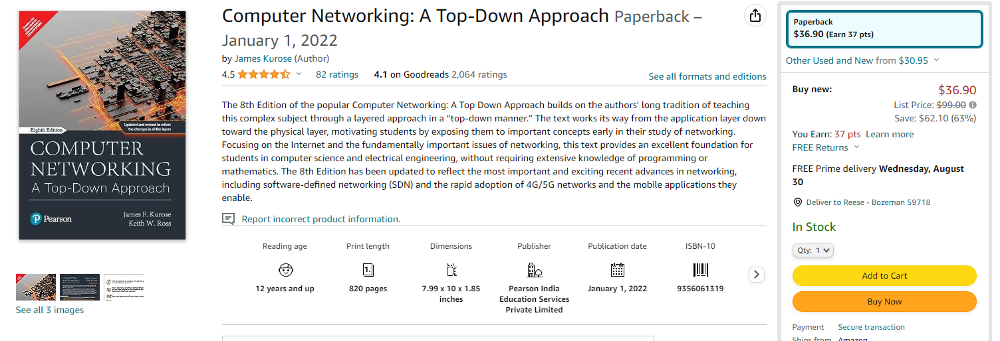 Computer Networking: A Top-Down Approach Paperback –
January 1, 2022
by James Kurose (Author)
4.5 82 ratings 4.1 on Goodreads 2,064 ratings
See all formats and editions
The 8th Edition of the popular Computer Networking: A Top Down Approach builds on the authors’ long tradition of teaching
this complex subject through a layered approach in a “top-down manner.” The text works its way from the application layer down
toward the physical layer, motivating students by exposing them to important concepts early in their study of networking.
Focusing on the Internet and the fundamentally important issues of networking, this text provides an excellent foundation for
students in computer science and electrical engineering, without requiring extensive knowledge of programming or
mathematics. The 8th Edition has been updated to reflect the most important and exciting recent advances in networking,
including software-defined networking (SDN) and the rapid adoption of 4G/5G networks and the mobile applications they
enable.
Report incorrect product information.
Reading age
12 years and up
Print length
1.
820 pages
Dimensions
7.99 x 10 x 1.85
inches
Publisher
Pearson India
Education Services
Private Limited
Publication date
January 1, 2022
ISBN-10
9356061319
Eighth Edition
Updated and revised to reflect
the changes in all the layers
COMPUTER
NETWORKING
A Top-Down Approach
Pearson
James F. Kurose
Keith W. Ross
See all 3 images
Paperback
$36.90 (Earn 37 pts)
Other Used and New from $30.95
Buy new:
$36.90
List Price: $99.00
Save: $62.10 (63%)
You Earn: 37 pts Learn more
FREE Returns
FREE Prime delivery Wednesday, August
30
Deliver to Reese - Bozeman 59718
In Stock
Qty: 1
Add to Cart
Buy Now
Payment Secure transaction
Ships from Amazon